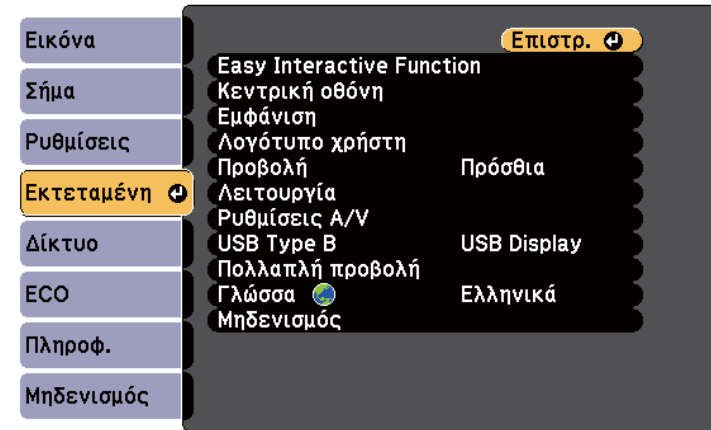 Εικόνα
Σήμα
Ρυθμίσεις
Εκτεταμένη
Δίκτυο
ECO
Πληροφ.
Μηδενισμός
Επιστρ.
Easy Interactive Function
Κεντρική οθόνη
Εμφάνιση
Λογότυπο χρήστη
Προβολή Πρόσθια
Λειτουργία
Ρυθμίσεις A/V
USB Type B USB Display
Πολλαπλή προβολή
Γλώσσα Ελληνικά
Μηδενισμός